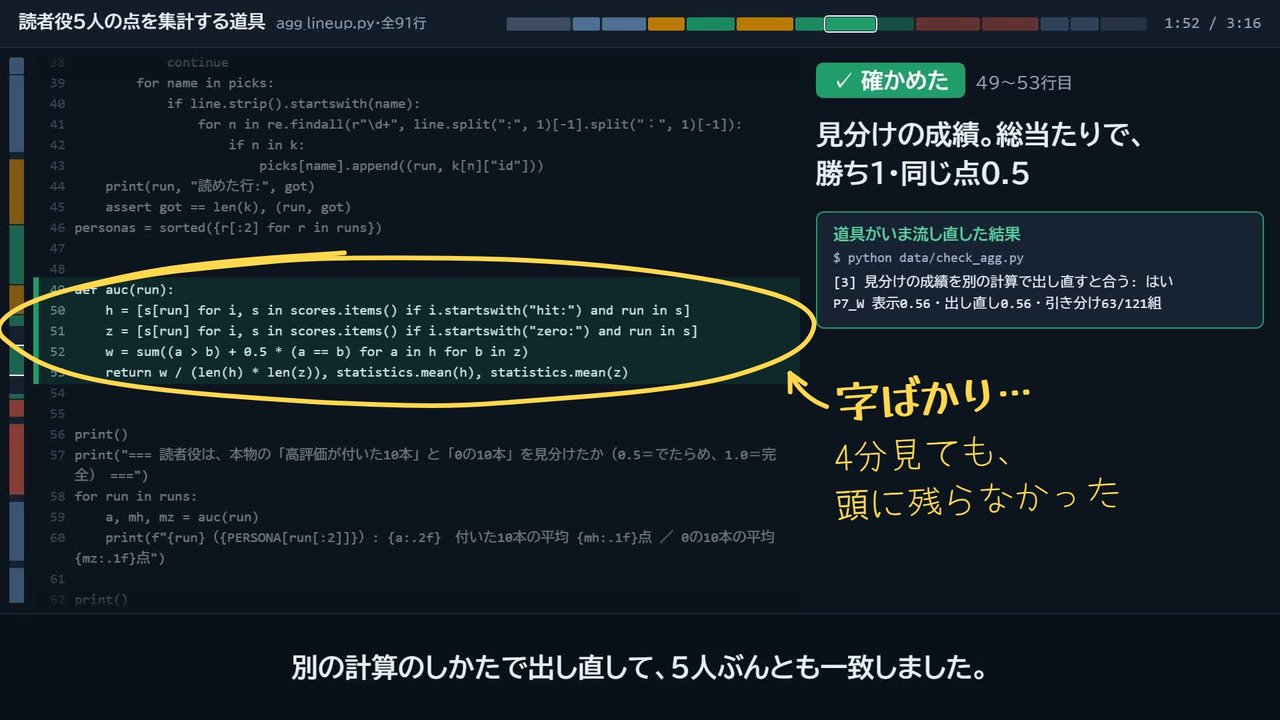 読者役5人の点を集計する道具 agg_lineup.py・全91行
1:52 / 3:16
38 continue
39 for name in picks:
40 if line.strip().startswith(name):
41 for n in re.findall(r"\d+", line.split(":", 1)[-1].split("：", 1)[-1]):
42 if n in k:
43 picks[name].append((run, k[n]["id"]))
44 print(run, "読めた行:", got)
45 assert got == len(k), (run, got)
46 personas = sorted({r[:2] for r in runs})
47
48
49 def auc(run):
50 h = [s[run] for i, s in scores.items() if i.startswith("hit:") and run in s]
51 z = [s[run] for i, s in scores.items() if i.startswith("zero:") and run in s]
52 w = sum((a > b) + 0.5 * (a == b) for a in h for b in z)
53 return w / (len(h) * len(z)), statistics.mean(h), statistics.mean(z)
54
55
56 print()
57 print("=== 読者役は、本物の「高評価が付いた10本」と「0の10本」を見分けたか（0.5＝でたらめ、1.0＝完
全） ===")
58 for run in runs:
59 a, mh, mz = auc(run)
60 print(f"{run}（{PERSONA[run[:2]]}）: {a:.2f}　付いた10本の平均 {mh:.1f}点 ／ 0の10本の平均
{mz:.1f}点")
61
62 print()
✓ 確かめた 49〜53行目
見分けの成績。総当たりで、
勝ち1・同じ点0.5
道具がいま流し直した結果
$ python data/check_agg.py
[3] 見分けの成績を別の計算で出し直すと合う: はい
P7_W 表示0.56・出し直し0.56・引き分け63/121組
字ばかり…
4分見ても、
頭に残らなかった
別の計算のしかたで出し直して、5人ぶんとも一致しました。